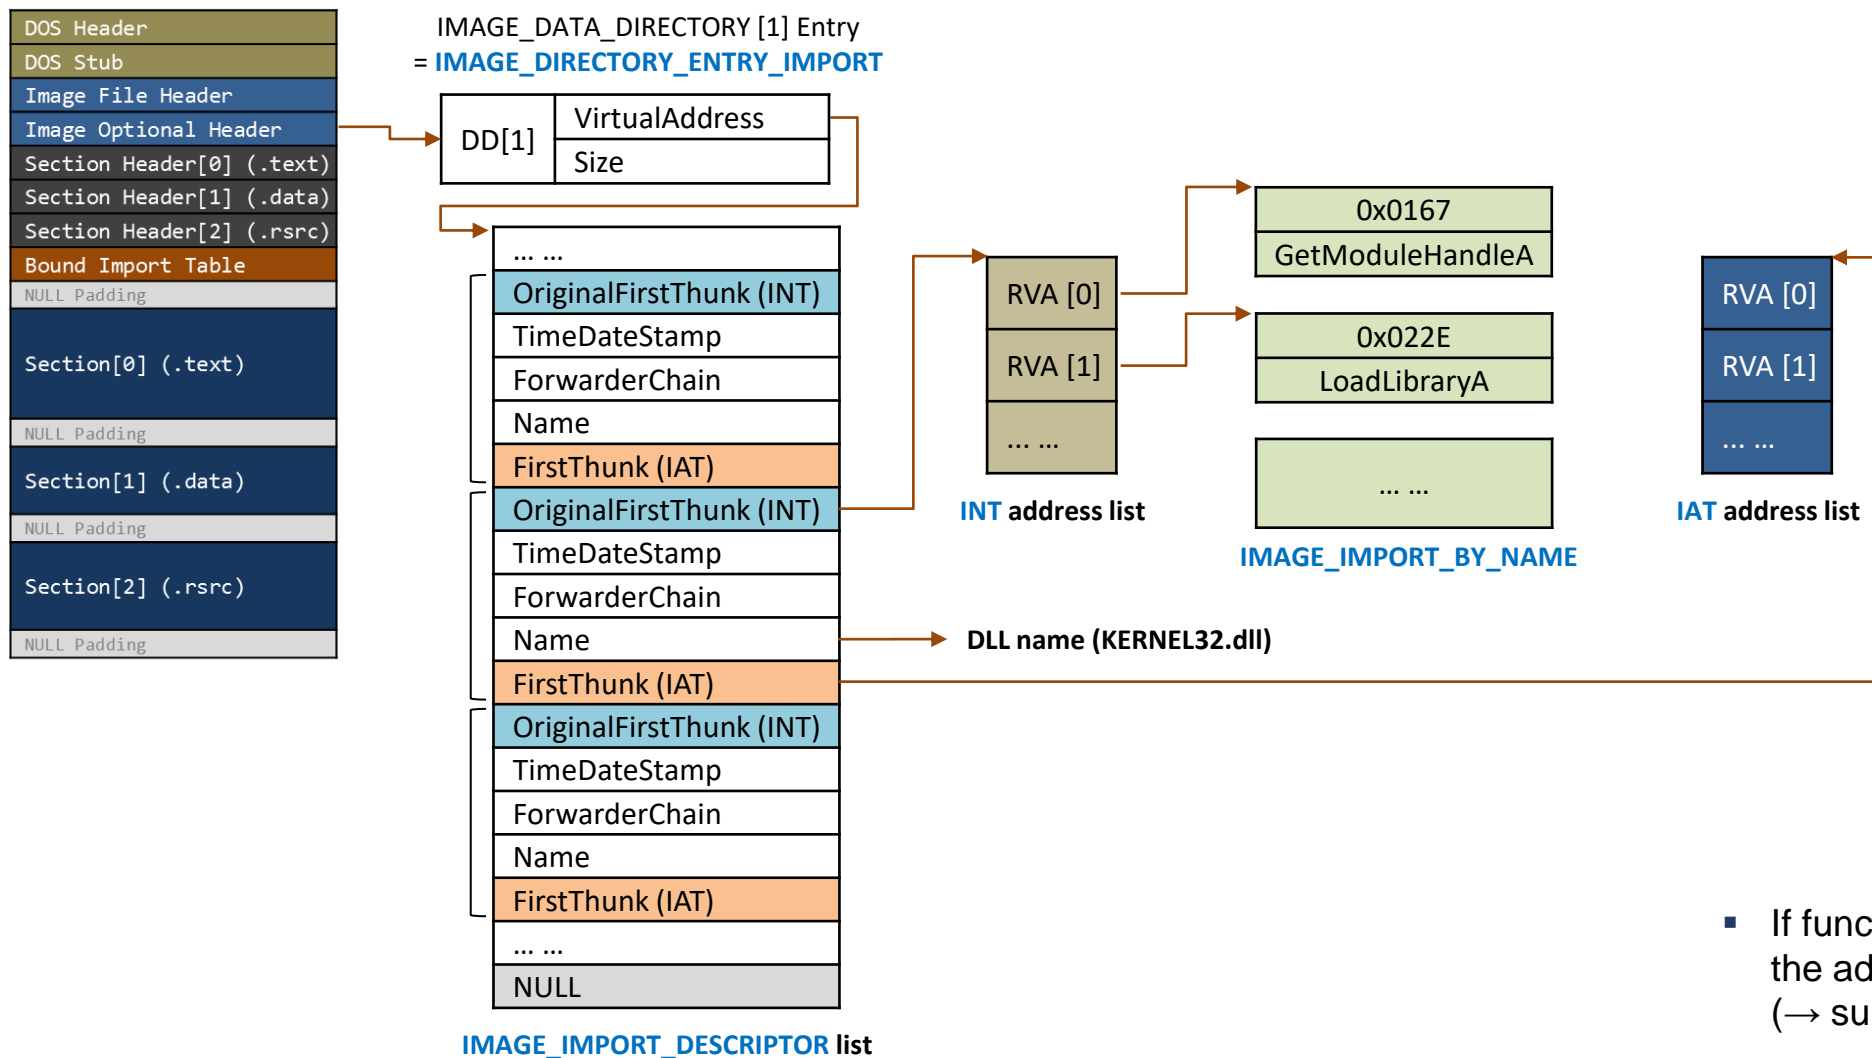 DOS Header
DOS Stub
Image File Header
Image Optional Header
Section Header[0] (.text)
Section Header[1] (.data)
Section Header[2] (.rsrc)
Bound Import Table
NULL Padding
Section[0] (.text)
NULL Padding
Section[1] (.data)
NULL Padding
Section[2] (.rsrc)
NULL Padding
IMAGE_DATA_DIRECTORY [1] Entry
= IMAGE_DIRECTORY_ENTRY_IMPORT
DD[1]
VirtualAddress
Size
... ...
OriginalFirstThunk (INT)
TimeDateStamp
ForwarderChain
Name
FirstThunk (IAT)
OriginalFirstThunk (INT)
TimeDateStamp
ForwarderChain
Name
FirstThunk (IAT)
OriginalFirstThunk (INT)
TimeDateStamp
ForwarderChain
Name
FirstThunk (IAT)
... ...
NULL
IMAGE_IMPORT_DESCRIPTOR list
RVA [0]
RVA [1]
... ...
INT address list
0x0167
GetModuleHandleA
0x022E
LoadLibraryA
... ...
IMAGE_IMPORT_BY_NAME
DLL name (KERNEL32.dll)
RVA [0]
RVA [1]
... ...
IAT address list
▪ If func
the ad
(→ su